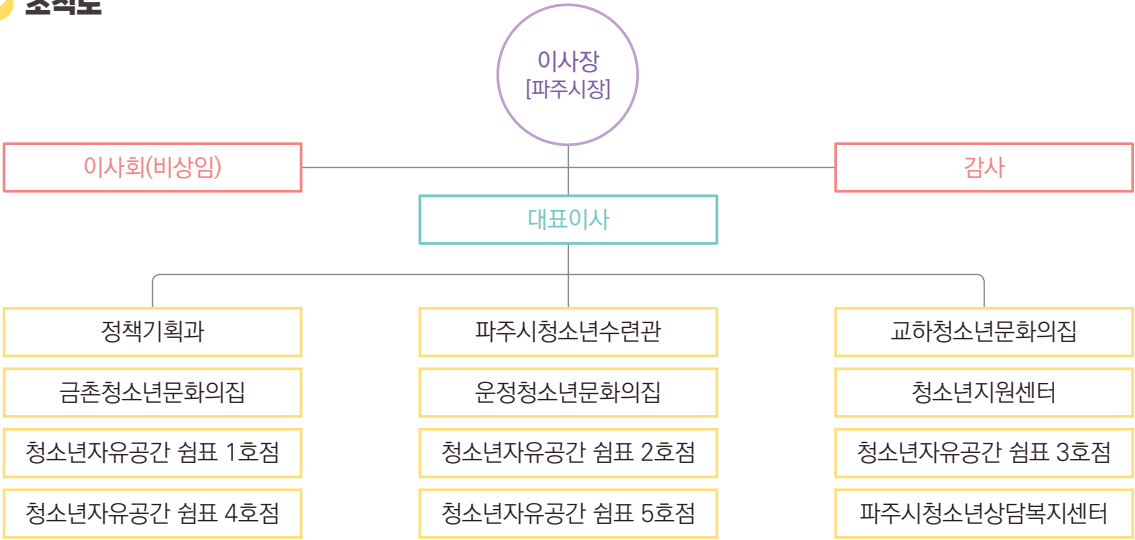 조직도
이사장
[파주시장]
이사회(비상임)
감사
대표이사
정책기획과
파주시청소년수련관
교하청소년문화의집
금촌청소년문화의집
운정청소년문화의집
청소년지원센터
청소년자유공간 쉼표 1호점
청소년자유공간 쉼표 2호점
청소년자유공간 쉼표 3호점
청소년자유공간 쉼표 4호점
청소년자유공간 쉼표 5호점
파주시청소년상담복지센터